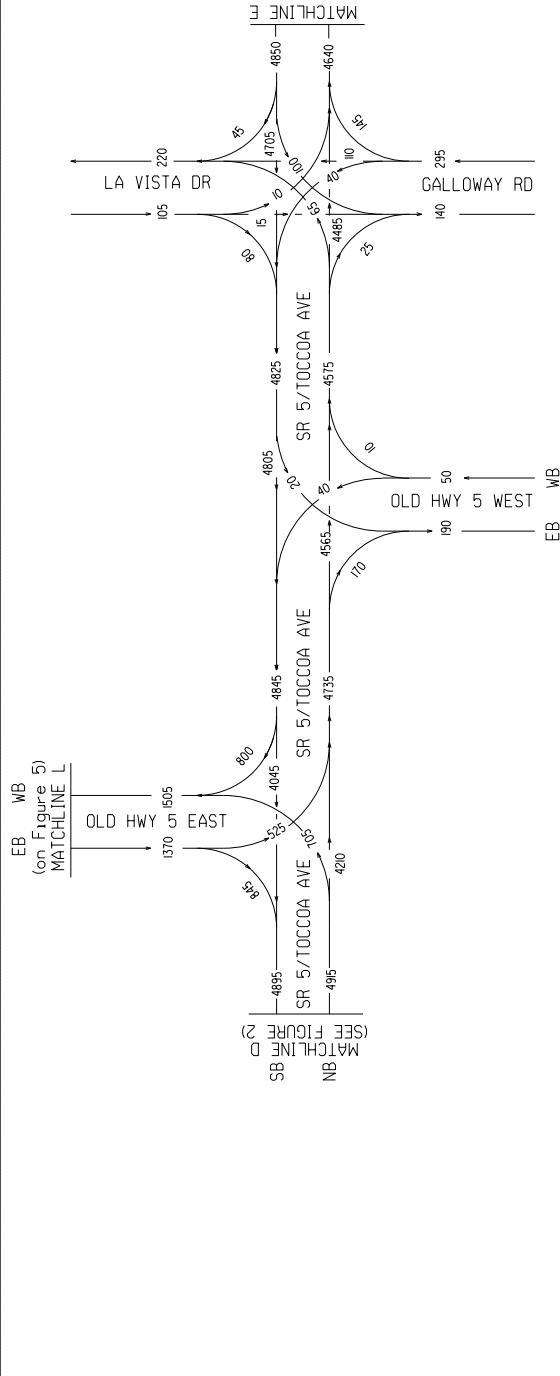 MATCHLINE E
4850
4640
45
4705
100
110
145
220
LA VISTA DR
10
40
295
GALLOWAY RD
105
15
65
4485
140
80
25
4825
SR 5/TOCCOA AVE
4575
4805
20
40
10
50
WB
OLD HWY 5 WEST
4565
190
EB
170
4845
SR 5/TOCCOA AVE
4735
800
4045
EB WB
(on Figure 5)
MATCHLINE L
1505
OLD HWY 5 EAST
1370
525
705
845
4210
4895
SR 5/TOCCOA AVE
4915
MATCHLINE D
(SEE FIGURE 2)
SB
NB